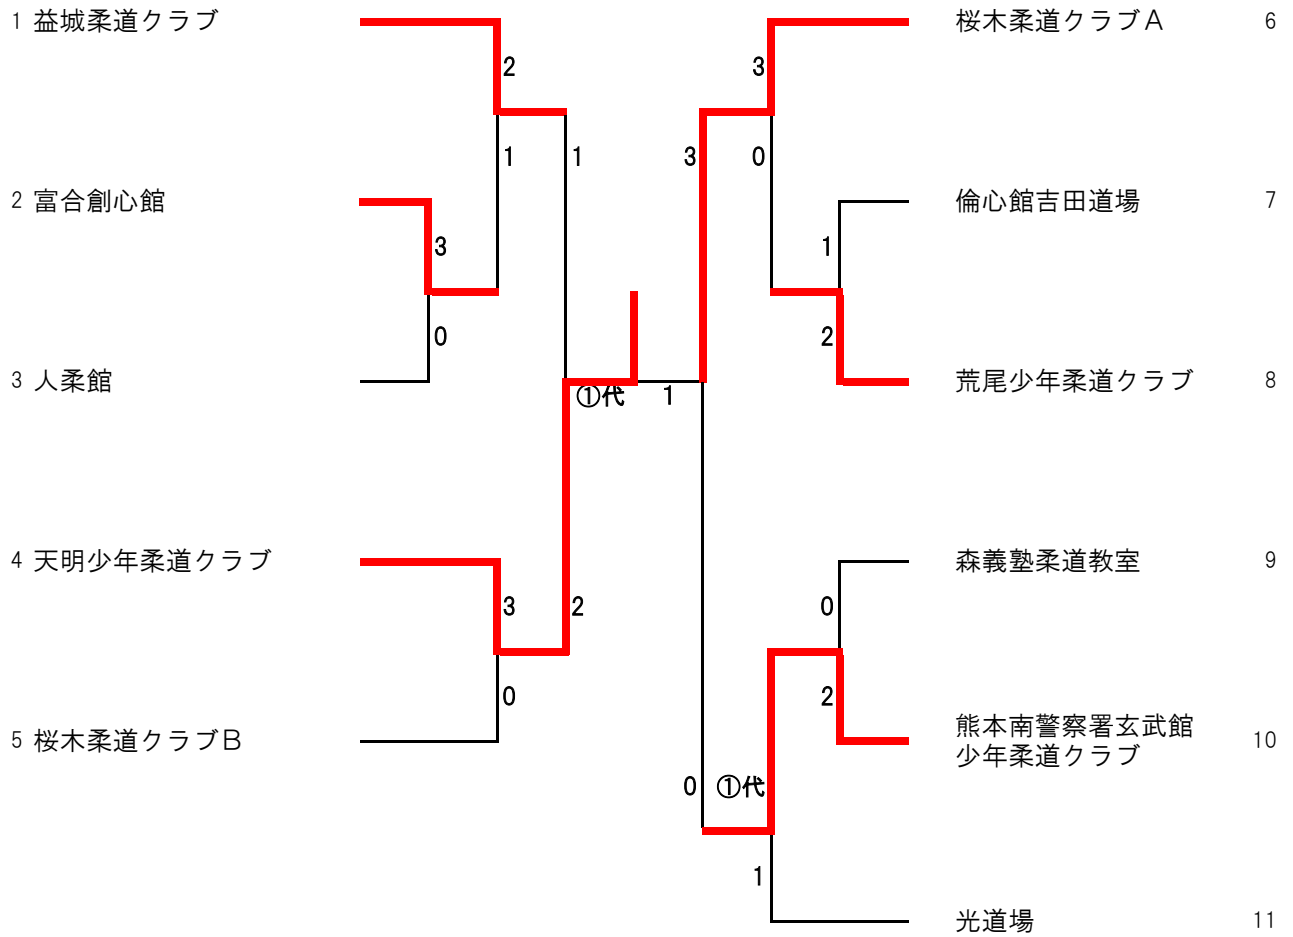 1 益城柔道クラブ
桜木柔道クラブA 6
2
3
1
1
3
0
2 富合創心館
倫心館吉田道場 7
3
1
0
2
3 人柔館
①代
1
荒尾少年柔道クラブ 8
4 天明少年柔道クラブ
森義塾柔道教室 9
3
2
0
0
2
5 桜木柔道クラブB
熊本南警察署玄武館
少年柔道クラブ
10
0
①代
1
光道場 11